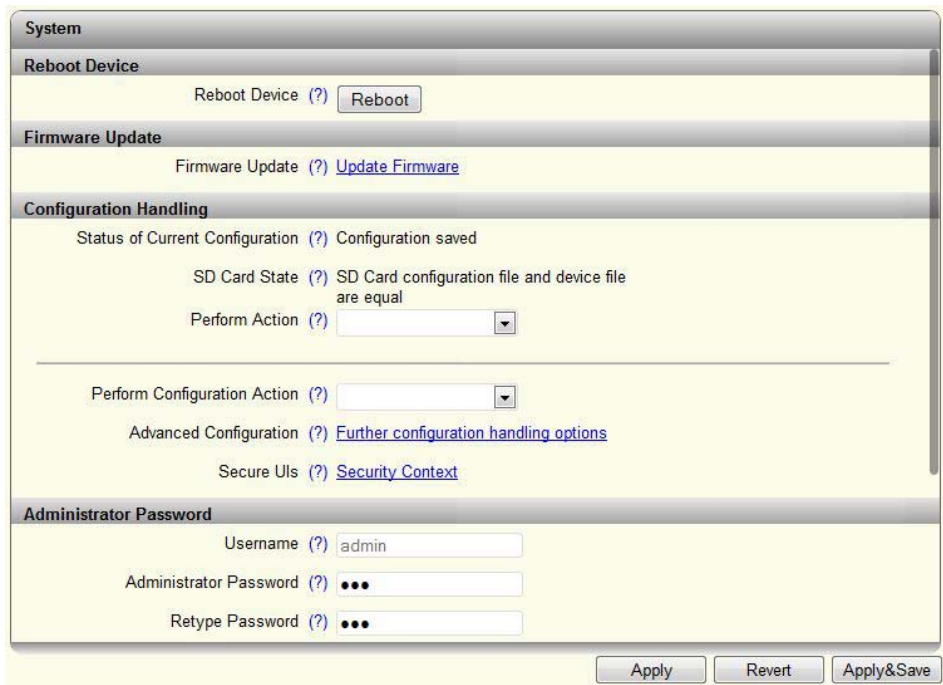 System
Reboot Device
Reboot Device (?) Reboot
Firmware Update
Firmware Update (?) Update Firmware
Configuration Handling
Status of Current Configuration (?) Configuration saved
SD Card State (?) SD Card configuration file and device file
are equal
Perform Action (?)
Perform Configuration Action (?)
Advanced Configuration (?) Further configuration handling options
Secure UIs (?) Security Context
Administrator Password
Username (?) admin
Administrator Password (?) •••
Retype Password (?) •••
Apply Revert Apply&Save